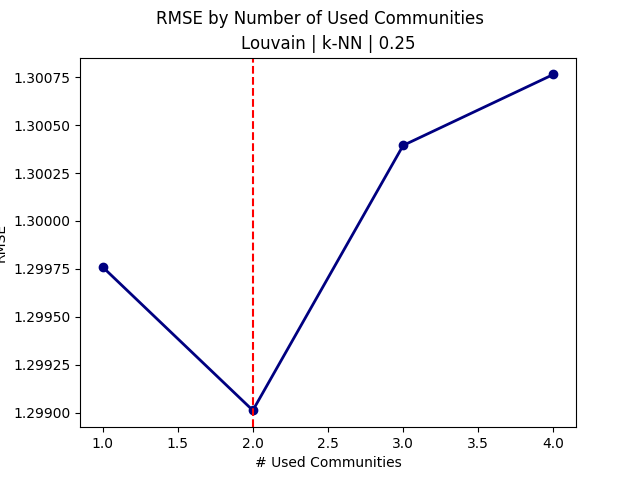 RMSE by Number of Used Communities
Louvain | k-NN | 0.25
1.30075
1.30050
1.30025
1.30000
1.29975
1.29950
1.29925
1.29900
RMSE
1.0 1.5 2.0 2.5 3.0 3.5 4.0
# Used Communities